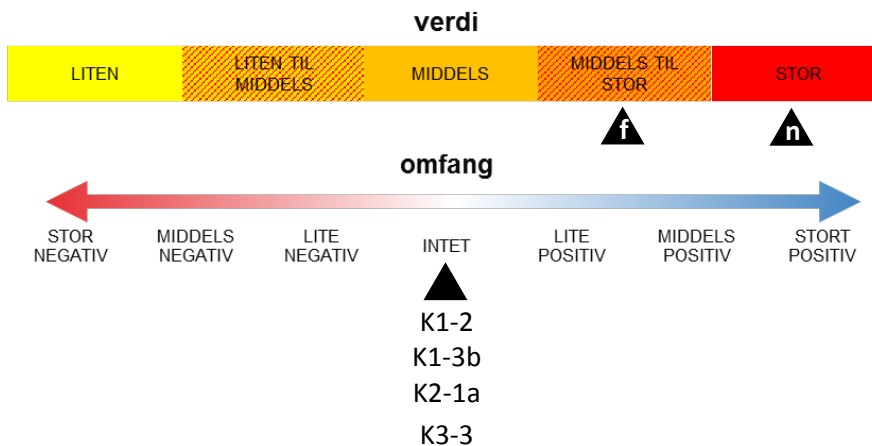 verdi
LITEN
LITEN TIL
MIDDELS
MIDDELS
MIDDELS TIL
STOR
STOR
f
n
omfang
STOR
NEGATIV
MIDDELS
NEGATIV
LITE
NEGATIV
INTET
LITE
POSITIV
MIDDELS
POSITIV
STORT
POSITIV
K1-2
K1-3b
K2-1a
K3-3